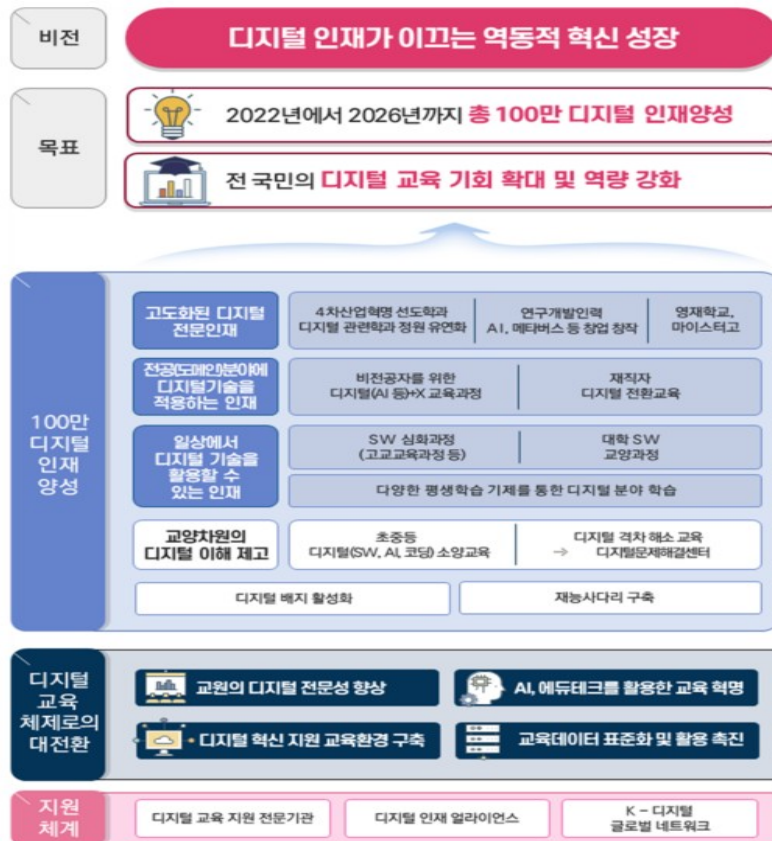 비전
디지털 인재가 이끄는 역동적 혁신 성장
목표
2022년에서 2026년까지 총 100만 디지털 인재양성
전 국민의 디지털 교육 기회 확대 및 역량 강화
100만
디지털
인재
양성
고도화된 디지털
전문인재
4차산업혁명 선도학과
디지털 관련학과 정원 유연화
연구개발인력
AI, 메타버스 등 창업 창작
영재학교,
마이스터고
전공(도메인)분야에
디지털기술을
적용하는 인재
비전공자를 위한
디지털(AI 등)+X 교육과정
재직자
디지털 전환교육
일상에서
디지털 기술을
활용할 수
있는 인재
SW 심화과정
(고교교육과정 등)
대학 SW
교양과정
다양한 평생학습 기제를 통한 디지털 분야 학습
교양차원의
디지털 이해 제고
초중등
디지털(SW, AI, 코딩) 소양교육
디지털 격차 해소 교육
→ 디지털문제해결센터
디지털 배지 활성화
재능사다리 구축
디지털
교육
체제로의
대전환
교원의 디지털 전문성 향상
AI, 에듀테크를 활용한 교육 혁명
디지털 혁신 지원 교육환경 구축
교육데이터 표준화 및 활용 촉진
지원
체계
디지털 교육 지원 전문기관
디지털 인재 얼라이언스
K – 디지털
글로벌 네트워크